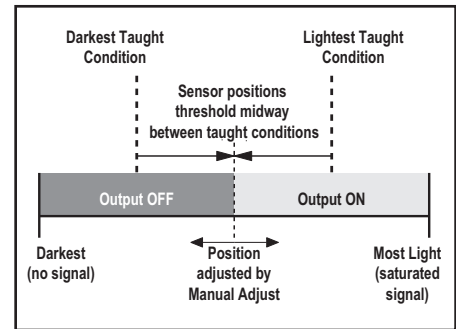 Darkest Taught
Condition
Lightest Taught
Condition
Sensor positions
threshold midway
between taught conditions
Output OFF
Output ON
Darkest
(no signal)
Position
adjusted by
Manual Adjust
Most Light
(saturated
signal)